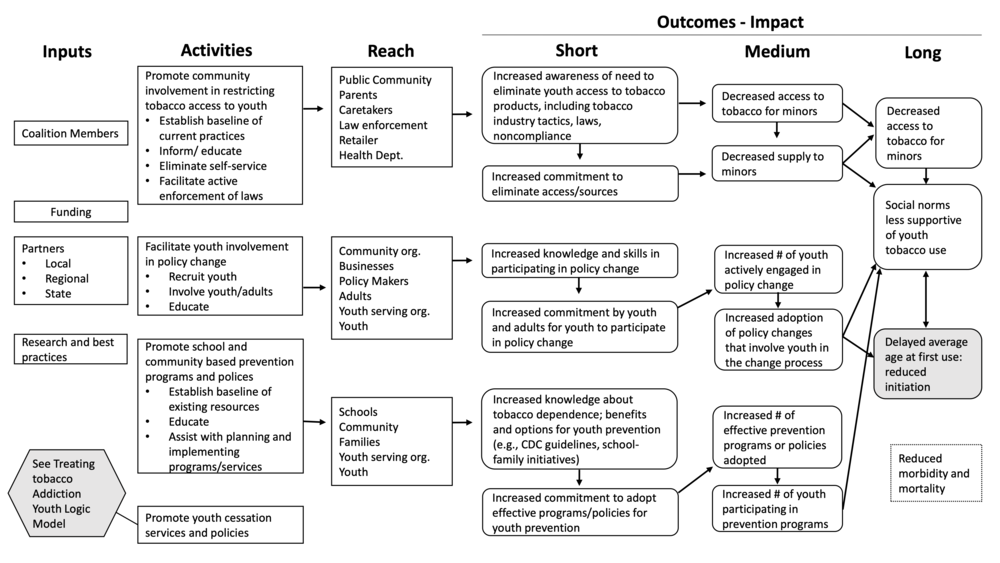 Outcomes - Impact
Inputs
Activities
Reach
Short
Medium
Long
Coalition Members
Funding
Partners
• Local
• Regional
• State
Research and best
practices
See Treating
tobacco
Addiction
Youth Logic
Model
Promote community
involvement in restricting
tobacco access to youth
• Establish baseline of
current practices
• Inform/ educate
• Eliminate self-service
• Facilitate active
enforcement of laws
Facilitate youth involvement
in policy change
• Recruit youth
• Involve youth/adults
• Educate
Promote school and
community based prevention
programs and polices
• Establish baseline of
existing resources
• Educate
• Assist with planning and
implementing
programs/services
Promote youth cessation
services and policies
Public Community
Parents
Caretakers
Law enforcement
Retailer
Health Dept.
Community org.
Businesses
Policy Makers
Adults
Youth serving org.
Youth
Schools
Community
Families
Youth serving org.
Youth
Increased awareness of need to
eliminate youth access to tobacco
products, including tobacco
industry tactics, laws,
noncompliance
Increased commitment to
eliminate access/sources
Increased knowledge and skills in
participating in policy change
Increased commitment by youth
and adults for youth to participate
in policy change
Increased knowledge about
tobacco dependence; benefits
and options for youth prevention
(e.g., CDC guidelines, school-
family initiatives)
Increased commitment to adopt
effective programs/policies for
youth prevention
Decreased access to
tobacco for minors
Decreased supply to
minors
Increased # of youth
actively engaged in
policy change
Increased adoption
of policy changes
that involve youth in
the change process
Increased # of
effective prevention
programs or policies
adopted
Increased # of youth
participating in
prevention programs
Decreased
access to
tobacco for
minors
Social norms
less supportive
of youth
tobacco use
Delayed average
age at first use:
reduced
initiation
Reduced
morbidity and
mortality